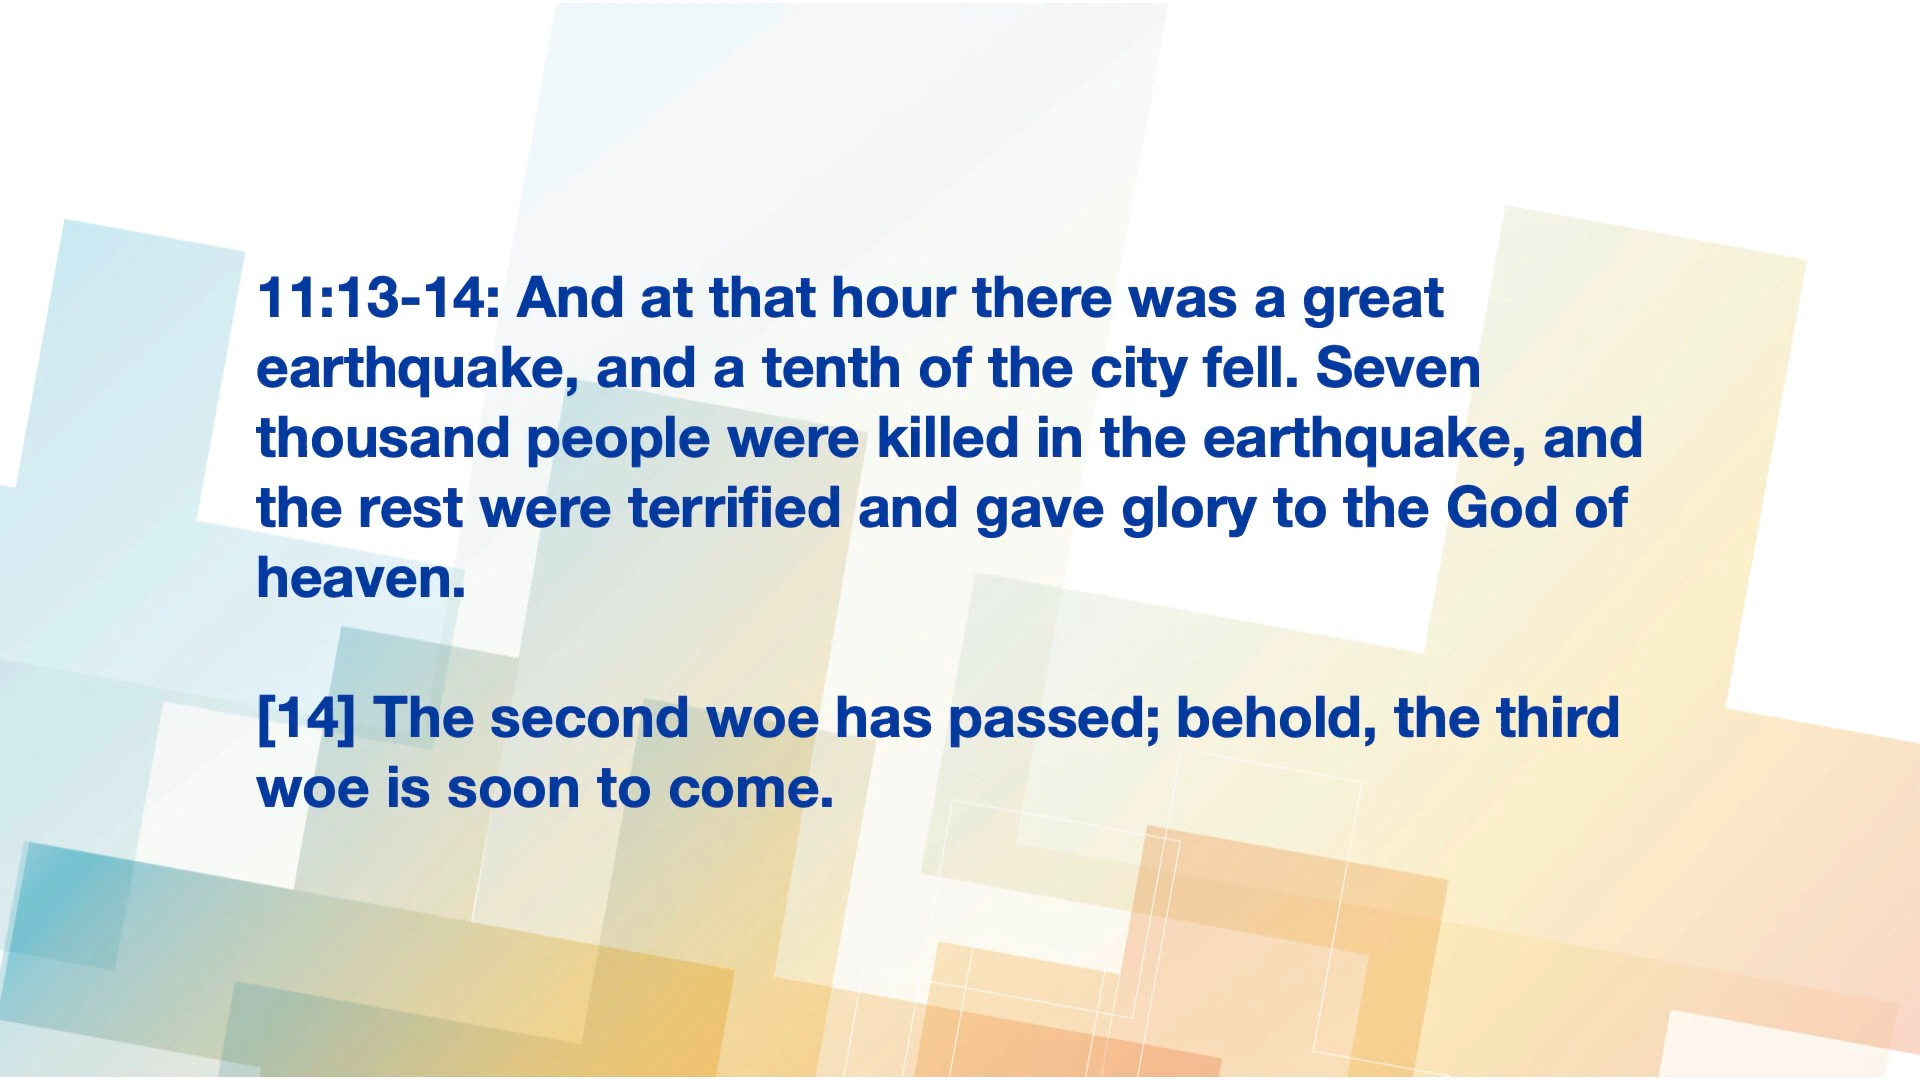 11:13-14: And at that hour there was a great
earthquake, and a tenth of the city fell. Seven
thousand people were killed in the earthquake, and
the rest were terrified and gave glory to the God of
heaven.
[14] The second woe has passed; behold, the third
woe is soon to come.